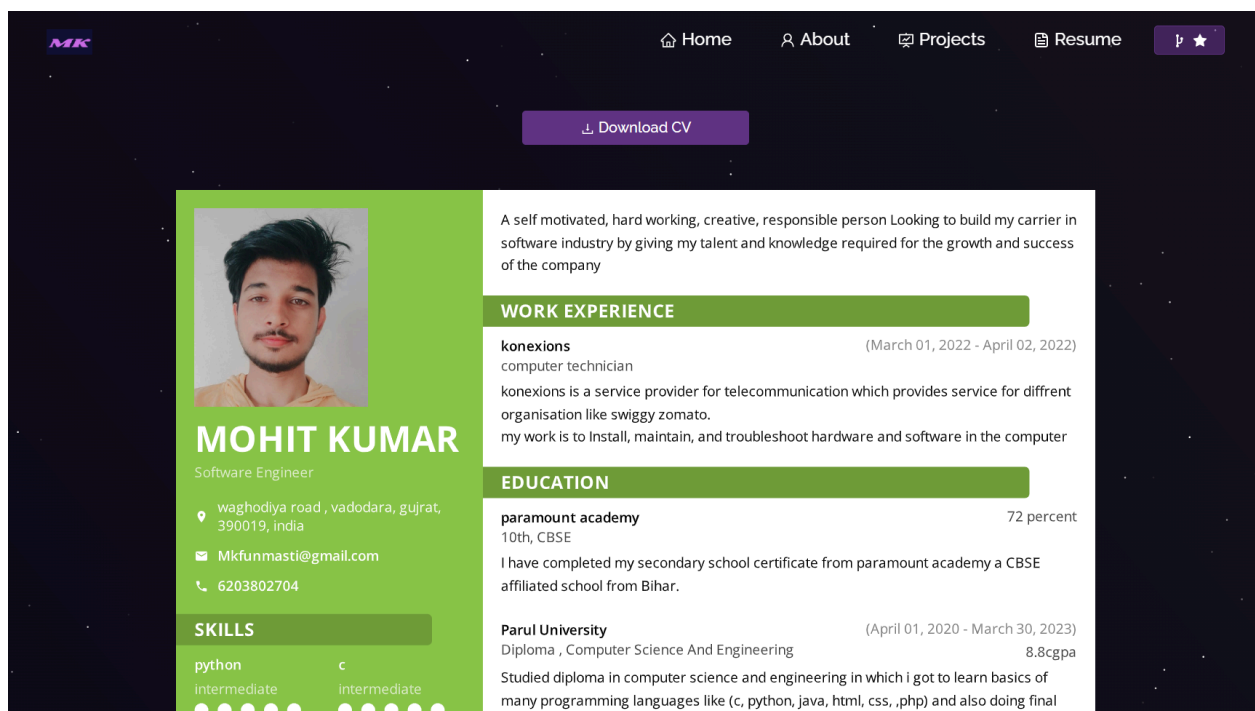 MK
Home
About
Projects
Resume
Download CV
MOHIT KUMAR
Software Engineer
waghodiya road , vadodara, gujrat,
390019, india
Mkfunmasti@gmail.com
6203802704
SKILLS
python c
intermediate intermediate
A self motivated, hard working, creative, responsible person Looking to build my carrier in
software industry by giving my talent and knowledge required for the growth and success
of the company
WORK EXPERIENCE
konexions (March 01, 2022 - April 02, 2022)
computer technician
konexions is a service provider for telecommunication which provides service for diffrent
organisation like swiggy zomato.
my work is to Install, maintain, and troubleshoot hardware and software in the computer
EDUCATION
paramount academy 72 percent
10th, CBSE
I have completed my secondary school certificate from paramount academy a CBSE
affiliated school from Bihar.
Parul University (April 01, 2020 - March 30, 2023)
Diploma , Computer Science And Engineering 8.8cgpa
Studied diploma in computer science and engineering in which i got to learn basics of
many programming languages like (c, python, java, html, css, ,php) and also doing final